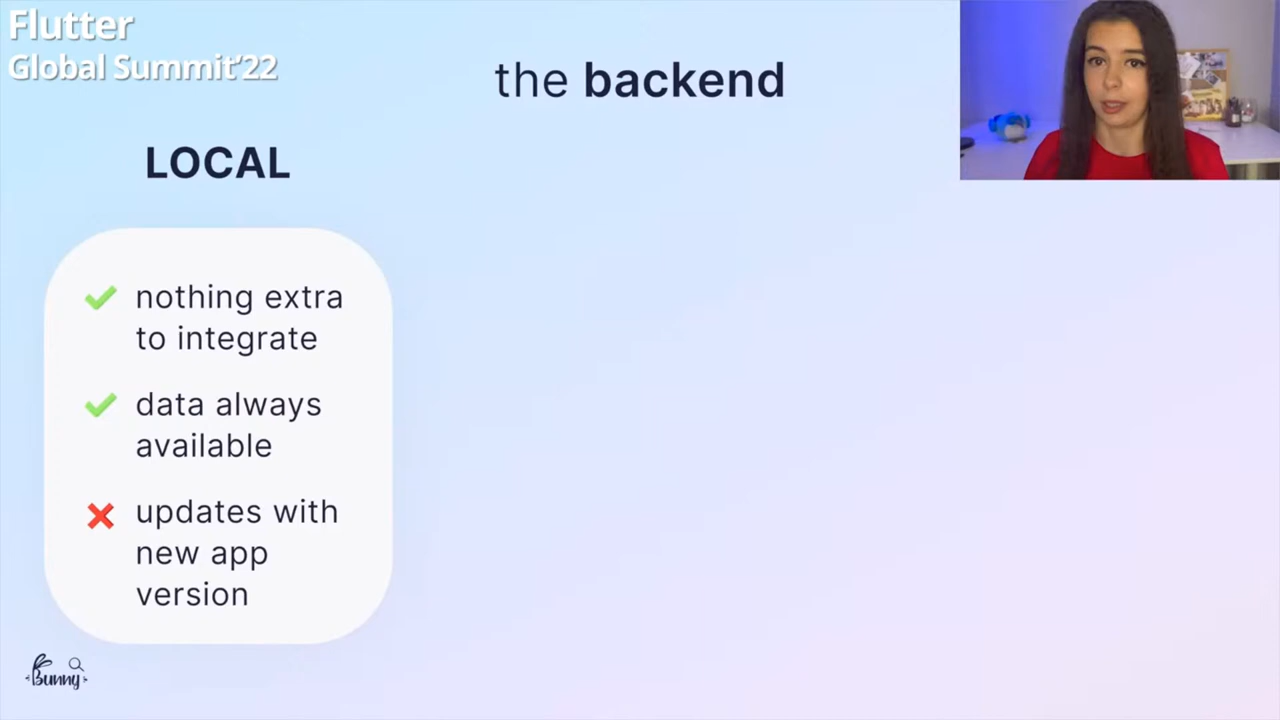 Flutter
Global Summit'22
the backend
LOCAL
nothing extra
to integrate
data always
available
updates with
new app
version
Bunny